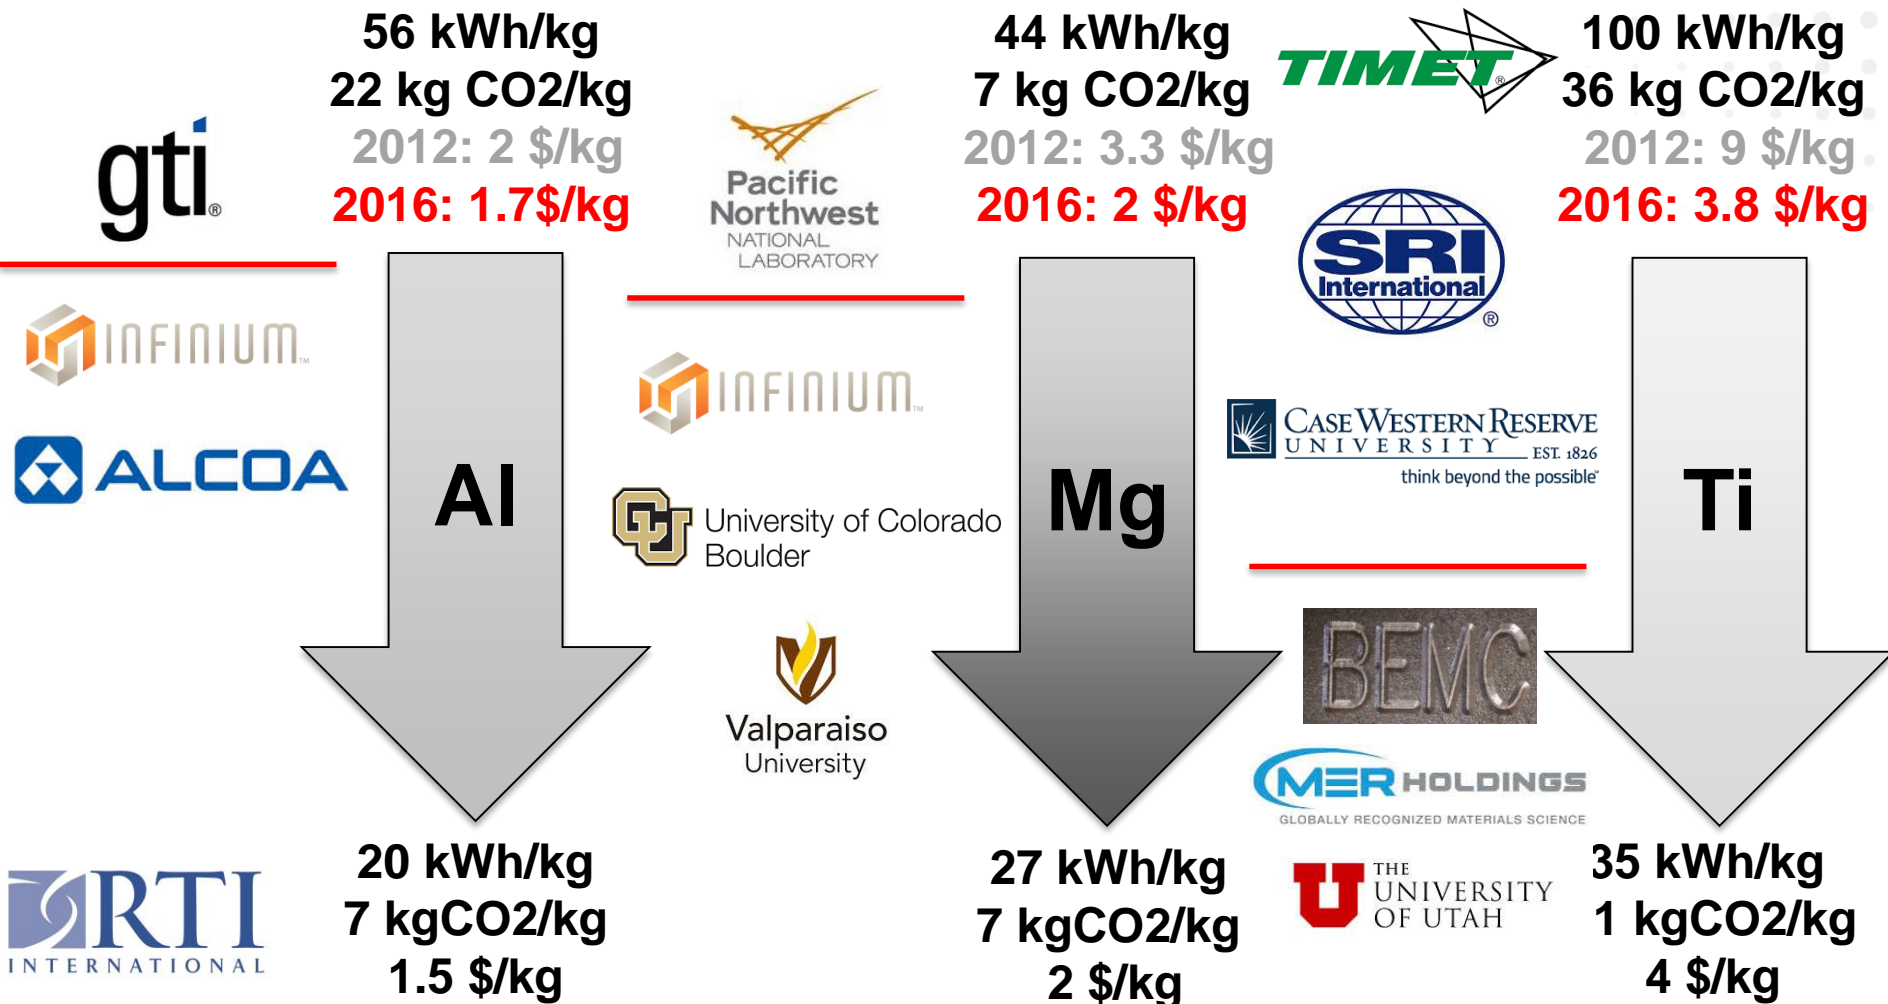 56 kWh/kg
22 kg CO2/kg
2012: 2 $/kg
2016: 1.7$/kg
gti®
INFINIUM™
ALCOA
Al
RTI
INTERNATIONAL
20 kWh/kg
7 kgCO2/kg
1.5 $/kg
44 kWh/kg
7 kg CO2/kg
2012: 3.3 $/kg
2016: 2 $/kg
Pacific
Northwest
NATIONAL
LABORATORY
INFINIUM™
CU
University of Colorado
Boulder
Valparaiso
University
Mg
27 kWh/kg
7 kgCO2/kg
2 $/kg
TIMET®
100 kWh/kg
36 kg CO2/kg
2012: 9 $/kg
2016: 3.8 $/kg
SRI
International
®
CASE WESTERN RESERVE
UNIVERSITY EST. 1826
think beyond the possible℠
Ti
BEMC
MER HOLDINGS
GLOBALLY RECOGNIZED MATERIALS SCIENCE
U
THE
UNIVERSITY
OF UTAH
35 kWh/kg
1 kgCO2/kg
4 $/kg